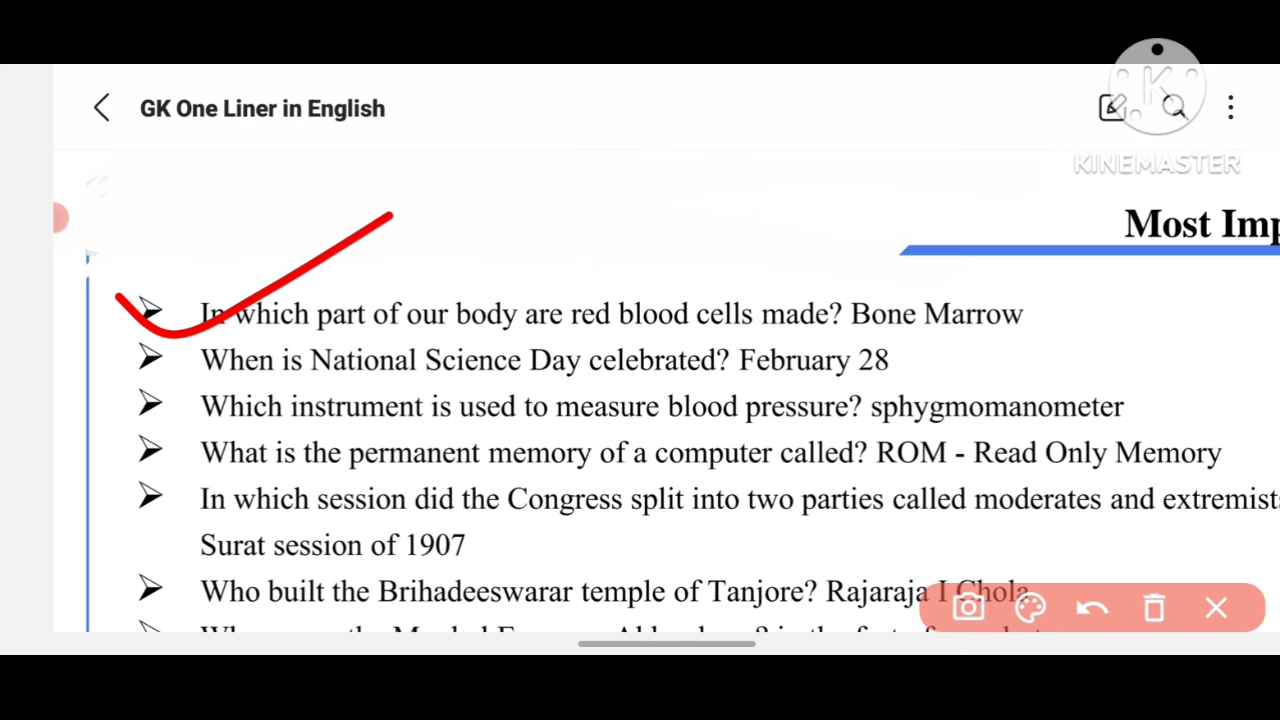 GK One Liner in English
KINEMASTER
Most Imp
In which part of our body are red blood cells made? Bone Marrow
When is National Science Day celebrated? February 28
Which instrument is used to measure blood pressure? sphygmomanometer
What is the permanent memory of a computer called? ROM - Read Only Memory
In which session did the Congress split into two parties called moderates and extremists
Surat session of 1907
Who built the Brihadeeswarar temple of Tanjore? Rajaraja I Chola